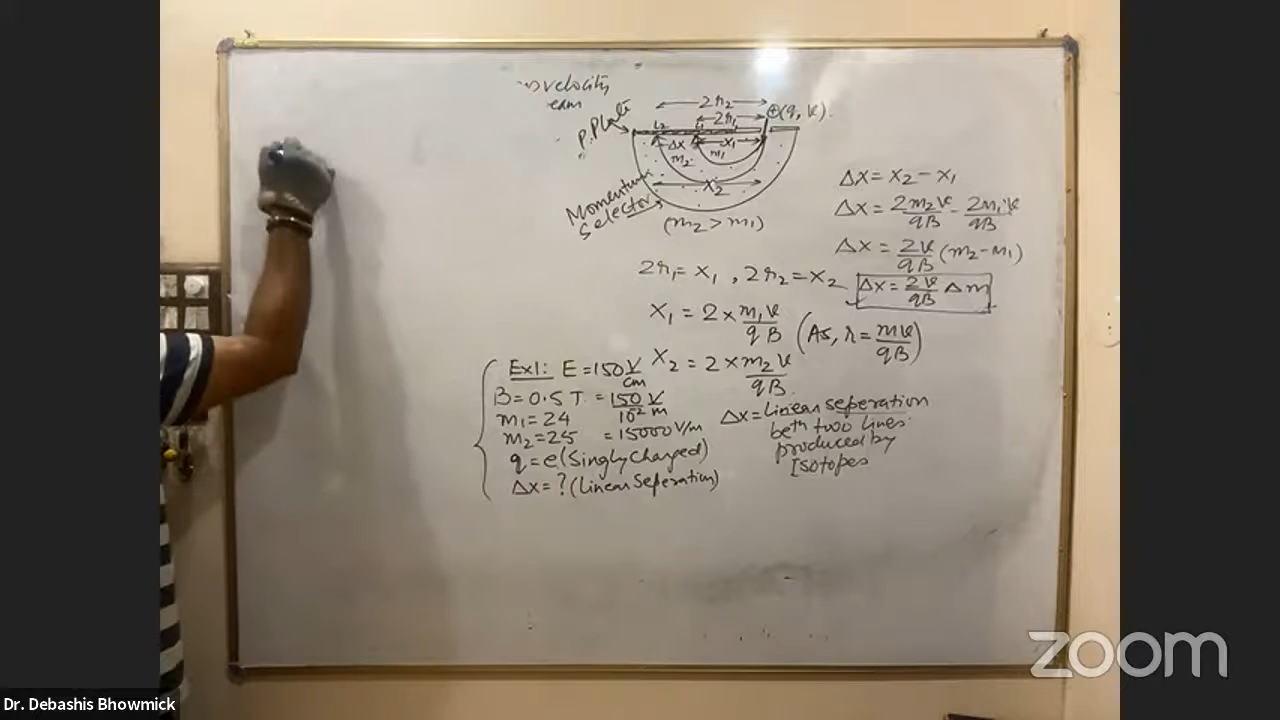 velocity
eam
P. Plate
2r₂
2r₁
⊕(q, v).
L₂
L₁
Δx
x₁
m₂
m₁
x₂
Momentum
Selector
(m₂ > m₁)
Δx = x₂ - x₁
Δx = 2m₂v/qB - 2m₁v/qB
Δx = 2v/qB (m₂ - m₁)
Δx = 2v/qB Δm
2r₁ = x₁ , 2r₂ = x₂
x₁ = 2 × m₁v/qB (As, r = mv/qB)
x₂ = 2 × m₂v/qB
Δx = Linear seperation
betⁿ two lines
produced by
Isotopes
Ex1: E = 150 V/cm
B = 0.5 T = 150/10⁻² V/m
m₁ = 24
m₂ = 25 = 15000 V/m
q = e (Singly Charged)
Δx = ? (Linear Seperation)
zoom
Dr. Debashis Bhowmick